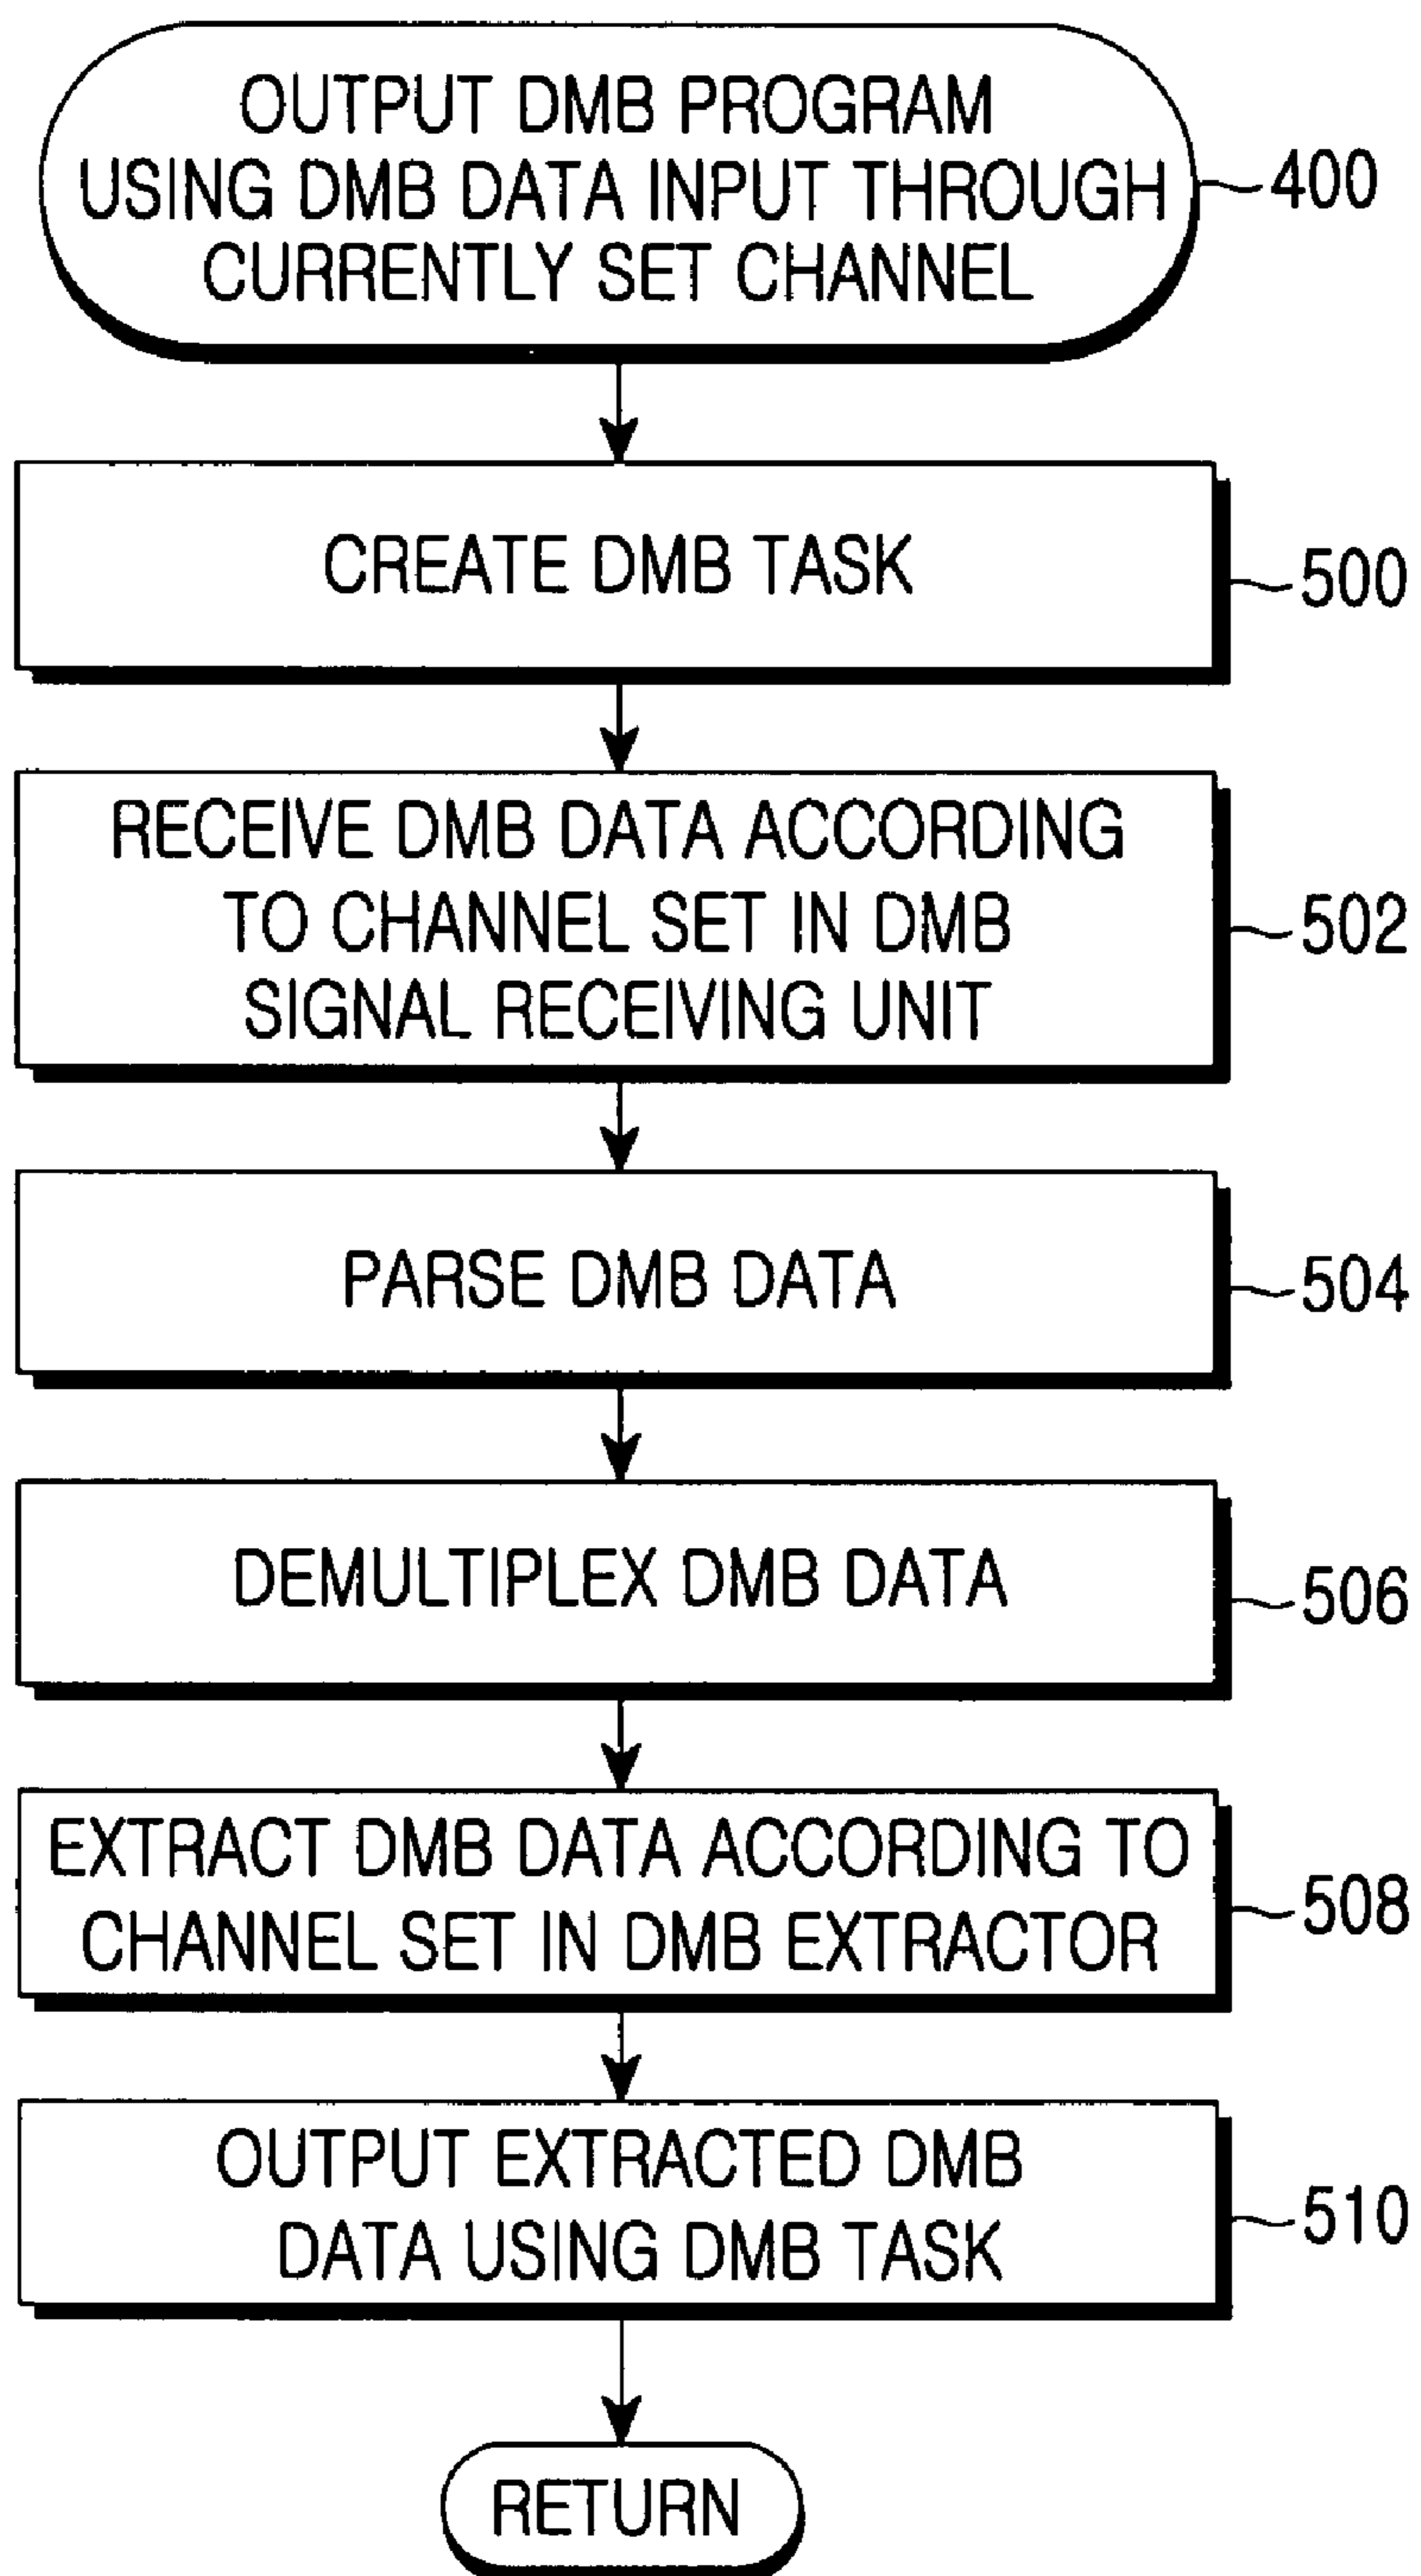 OUTPUT DMB PROGRAM
USING DMB DATA INPUT THROUGH
CURRENTLY SET CHANNEL
400
CREATE DMB TASK
500
RECEIVE DMB DATA ACCORDING
TO CHANNEL SET IN DMB
SIGNAL RECEIVING UNIT
502
PARSE DMB DATA
504
DEMULTIPLEX DMB DATA
506
EXTRACT DMB DATA ACCORDING TO
CHANNEL SET IN DMB EXTRACTOR
508
OUTPUT EXTRACTED DMB
DATA USING DMB TASK
510
RETURN